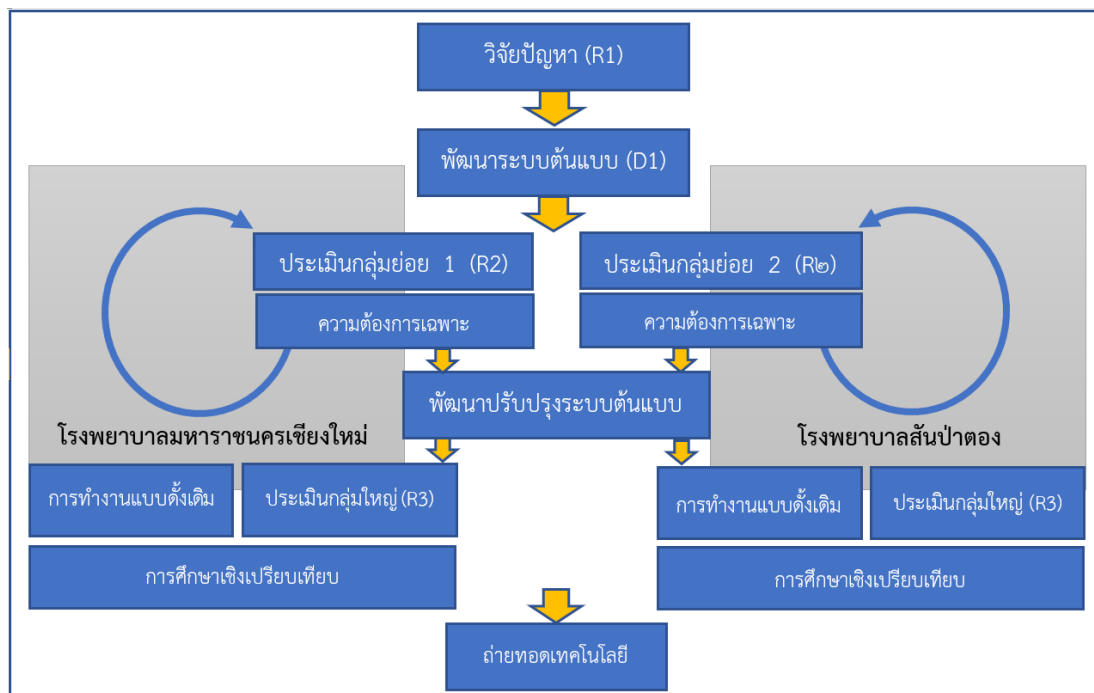 วิจัยปัญหา (R1)
พัฒนาระบบต้นแบบ (D1)
ประเมินกลุ่มย่อย 1 (R2)
ประเมินกลุ่มย่อย 2 (R๒)
ความต้องการเฉพาะ
ความต้องการเฉพาะ
พัฒนาปรับปรุงระบบต้นแบบ
โรงพยาบาลมหาราชนครเชียงใหม่
โรงพยาบาลสันป่าตอง
การทำงานแบบดั้งเดิม
ประเมินกลุ่มใหญ่ (R3)
การทำงานแบบดั้งเดิม
ประเมินกลุ่มใหญ่ (R3)
การศึกษาเชิงเปรียบเทียบ
การศึกษาเชิงเปรียบเทียบ
ถ่ายทอดเทคโนโลยี